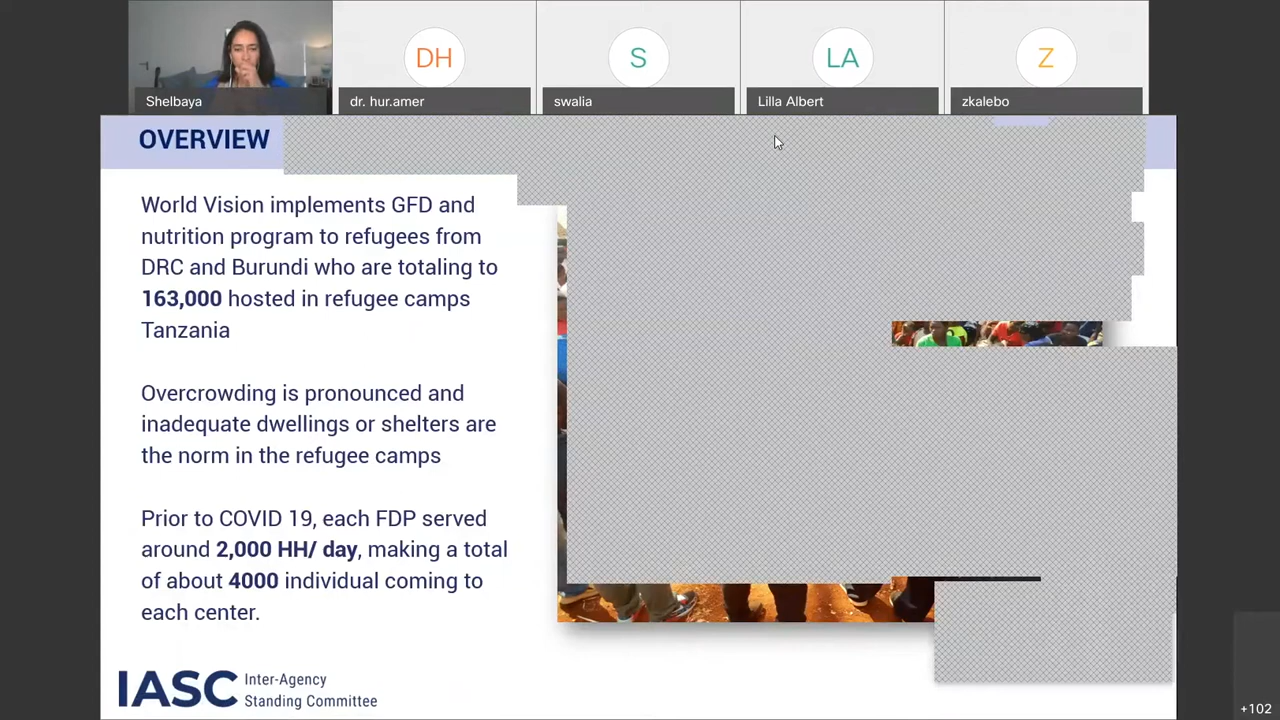 DH
S
LA
Z
Shelbaya
dr. hur.amer
swalia
Lilla Albert
zkalebo
OVERVIEW
World Vision implements GFD and
nutrition program to refugees from
DRC and Burundi who are totaling to
163,000 hosted in refugee camps
Tanzania
Overcrowding is pronounced and
inadequate dwellings or shelters are
the norm in the refugee camps
Prior to COVID 19, each FDP served
around 2,000 HH/ day, making a total
of about 4000 individual coming to
each center.
IASC
Inter-Agency
Standing Committee
+102